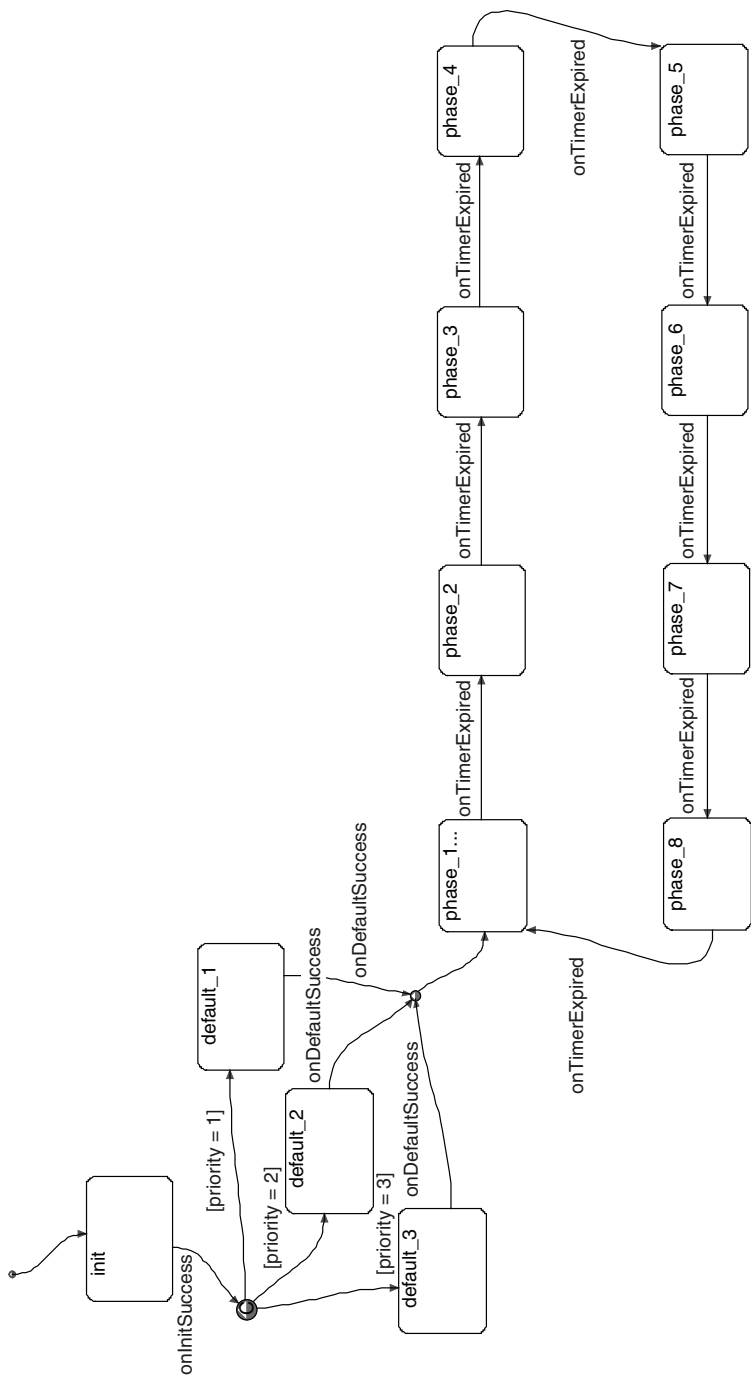 init
onInitSuccess
[priority = 1]
default_1
onDefaultSuccess
[priority = 2]
default_2
onDefaultSuccess
[priority = 3]
default_3
onDefaultSuccess
phase_1...
onTimerExpired
phase_2
onTimerExpired
phase_3
onTimerExpired
phase_4
onTimerExpired
phase_5
onTimerExpired
phase_6
onTimerExpired
phase_7
onTimerExpired
phase_8
onTimerExpired